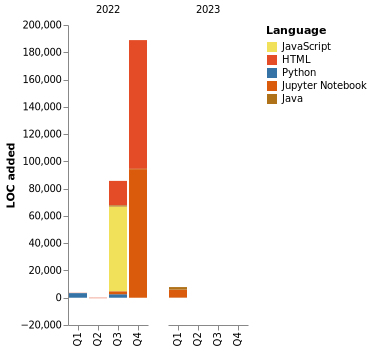 2022
2023
Language
JavaScript
HTML
Python
Jupyter Notebook
Java
LOC added
200,000
180,000
160,000
140,000
120,000
100,000
80,000
60,000
40,000
20,000
0
−20,000
Q1
Q2
Q3
Q4
Q1
Q2
Q3
Q4